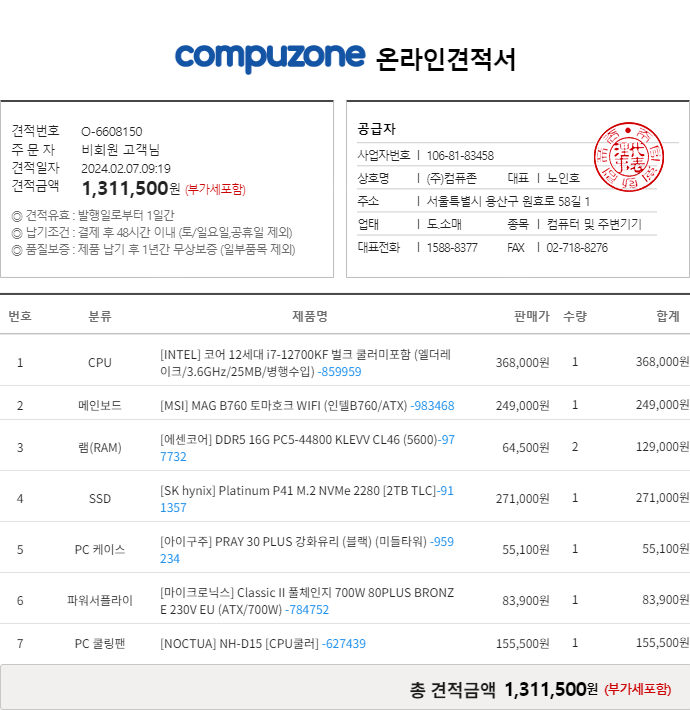 compuzone 온라인견적서
견적번호 O-6608150
주 문 자 비회원 고객님
견적일자 2024.02.07.09:19
견적금액 1,311,500원 (부가세포함)
◎ 견적유효 : 발행일로부터 1일간
◎ 납기조건 : 결제 후 48시간 이내 (토/일요일,공휴일 제외)
◎ 품질보증 : 제품 납기 후 1년간 무상보증 (일부품목 제외)
공급자
사업자번호 | 106-81-83458
상호명 | (주)컴퓨존 대표 | 노인호
주소 | 서울특별시 용산구 원효로 58길 1
업태 | 도.소매 종목 | 컴퓨터 및 주변기기
대표전화 | 1588-8377 FAX | 02-718-8276
번호 분류 제품명 판매가 수량 합계
1 CPU [INTEL] 코어 12세대 i7-12700KF 벌크 쿨러미포함 (엘더레 368,000원 1 368,000원
이크/3.6GHz/25MB/병행수입) -859959
2 메인보드 [MSI] MAG B760 토마호크 WIFI (인텔B760/ATX) -983468 249,000원 1 249,000원
3 램(RAM) [에센코어] DDR5 16G PC5-44800 KLEVV CL46 (5600)-97 64,500원 2 129,000원
7732
4 SSD [SK hynix] Platinum P41 M.2 NVMe 2280 [2TB TLC]-91 271,000원 1 271,000원
1357
5 PC 케이스 [아이구주] PRAY 30 PLUS 강화유리 (블랙) (미들타워) -959 55,100원 1 55,100원
234
6 파워서플라이 [마이크로닉스] Classic II 풀체인지 700W 80PLUS BRONZ 83,900원 1 83,900원
E 230V EU (ATX/700W) -784752
7 PC 쿨링팬 [NOCTUA] NH-D15 [CPU쿨러] -627439 155,500원 1 155,500원
총 견적금액 1,311,500원 (부가세포함)